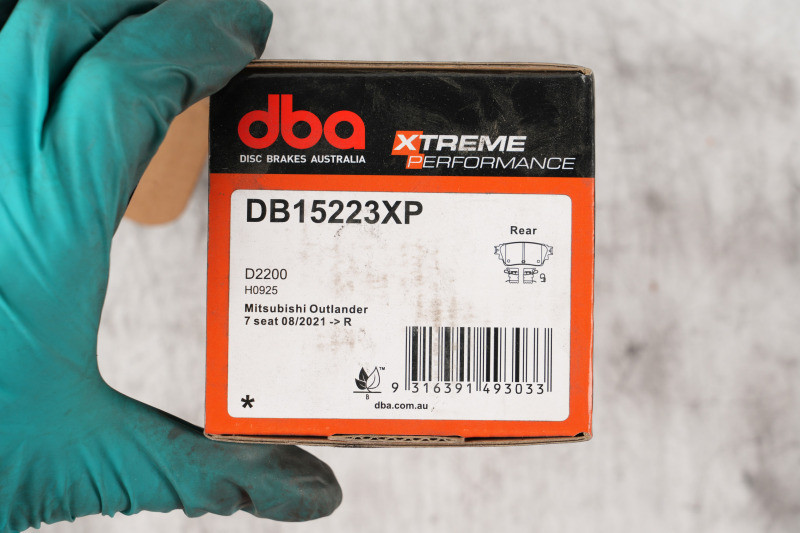 dba
DISC BRAKES AUSTRALIA
XTREME
PERFORMANCE
DB15223XP
Rear
D2200
H0925
Mitsubishi Outlander
7 seat 08/2021 -> R
TM
B
9 316391 493033
*
dba.com.au